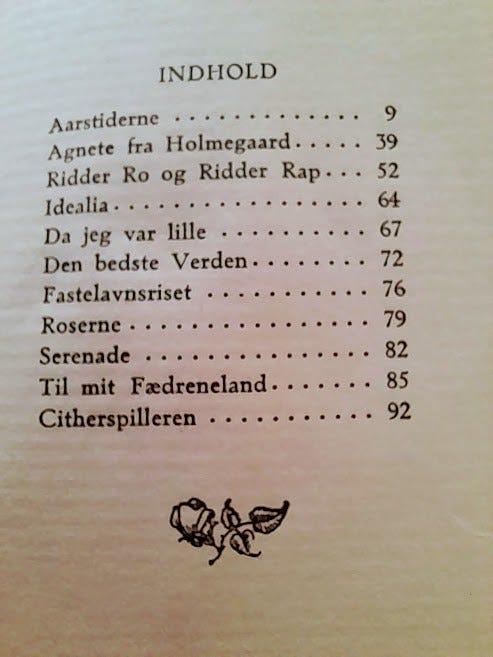 INDHOLD
Aarstiderne . . . . . . . . . . . . . 9
Agnete fra Holmegaard . . . . . 39
Ridder Ro og Ridder Rap . . . 52
Idealia . . . . . . . . . . . . . . . . 64
Da jeg var lille . . . . . . . . . . 67
Den bedste Verden . . . . . . . . 72
Fastelavnsriset . . . . . . . . . . . 76
Roserne . . . . . . . . . . . . . . . 79
Serenade . . . . . . . . . . . . . . 82
Til mit Fædreneland . . . . . . . 85
Citherspilleren . . . . . . . . . . . 92